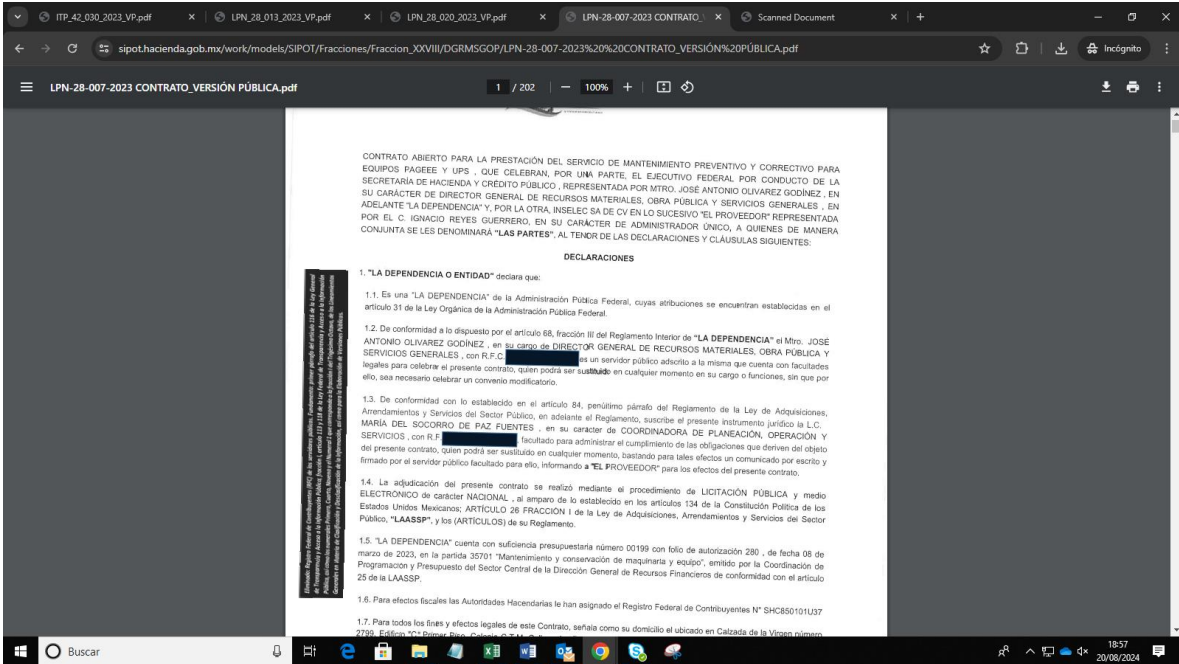 ITP_42_030_2023_VP.pdf
LPN_28_013_2023_VP.pdf
LPN_28_020_2023_VP.pdf
LPN-28-007-2023 CONTRATO_
Scanned Document
sipot.hacienda.gob.mx/work/models/SIPOT/Fracciones/Fraccion_XXVIII/DGRMSGOP/LPN-28-007-2023%20%20CONTRATO_VERSIÓN%20PÚBLICA.pdf
Incógnito
LPN-28-007-2023 CONTRATO_VERSIÓN PÚBLICA.pdf
1 / 202
100%
CONTRATO ABIERTO PARA LA PRESTACIÓN DEL SERVICIO DE MANTENIMIENTO PREVENTIVO Y CORRECTIVO PARA
EQUIPOS PAGEEE Y UPS , QUE CELEBRAN, POR UNA PARTE, EL EJECUTIVO FEDERAL POR CONDUCTO DE LA
SECRETARÍA DE HACIENDA Y CRÉDITO PÚBLICO , REPRESENTADA POR MTRO. JOSÉ ANTONIO OLIVAREZ GODÍNEZ , EN
SU CARÁCTER DE DIRECTOR GENERAL DE RECURSOS MATERIALES, OBRA PÚBLICA Y SERVICIOS GENERALES , EN
ADELANTE "LA DEPENDENCIA" Y, POR LA OTRA, INSELEC SA DE CV EN LO SUCESIVO "EL PROVEEDOR" REPRESENTADA
POR EL C. IGNACIO REYES GUERRERO, EN SU CARÁCTER DE ADMINISTRADOR ÚNICO, A QUIENES DE MANERA
CONJUNTA SE LES DENOMINARÁ "LAS PARTES", AL TENOR DE LAS DECLARACIONES Y CLÁUSULAS SIGUIENTES:
DECLARACIONES
1. "LA DEPENDENCIA O ENTIDAD" declara que:
1.1. Es una "LA DEPENDENCIA" de la Administración Pública Federal, cuyas atribuciones se encuentran establecidas en el
artículo 31 de la Ley Orgánica de la Administración Pública Federal.
1.2. De conformidad a lo dispuesto por el artículo 68, fracción III del Reglamento Interior de "LA DEPENDENCIA" el Mtro. JOSÉ
ANTONIO OLIVAREZ GODÍNEZ , en su cargo de DIRECTOR GENERAL DE RECURSOS MATERIALES, OBRA PÚBLICA Y
SERVICIOS GENERALES , con R.F.C. es un servidor público adscrito a la misma que cuenta con facultades
legales para celebrar el presente contrato, quien podrá ser sustituido en cualquier momento en su cargo o funciones, sin que por
ello, sea necesario celebrar un convenio modificatorio.
1.3. De conformidad con lo establecido en el artículo 84, penúltimo párrafo del Reglamento de la Ley de Adquisiciones,
Arrendamientos y Servicios del Sector Público, en adelante el Reglamento, suscribe el presente instrumento jurídico la L.C.
MARÍA DEL SOCORRO DE PAZ FUENTES , en su carácter de COORDINADORA DE PLANEACIÓN, OPERACIÓN Y
SERVICIOS , con R.F. , facultado para administrar el cumplimiento de las obligaciones que deriven del objeto
del presente contrato, quien podrá ser sustituido en cualquier momento, bastando para tales efectos un comunicado por escrito y
firmado por el servidor público facultado para ello, informando a "EL PROVEEDOR" para los efectos del presente contrato.
1.4. La adjudicación del presente contrato se realizó mediante el procedimiento de LICITACIÓN PÚBLICA y medio
ELECTRÓNICO de carácter NACIONAL , al amparo de lo establecido en los artículos 134 de la Constitución Política de los
Estados Unidos Mexicanos; ARTÍCULO 26 FRACCIÓN I de la Ley de Adquisiciones, Arrendamientos y Servicios del Sector
Público, "LAASSP", y los (ARTÍCULOS) de su Reglamento.
1.5. "LA DEPENDENCIA" cuenta con suficiencia presupuestaria número 00199 con folio de autorización 280 , de fecha 08 de
marzo de 2023, en la partida 35701 "Mantenimiento y conservación de maquinaria y equipo", emitido por la Coordinación de
Programación y Presupuesto del Sector Central de la Dirección General de Recursos Financieros de conformidad con el artículo
25 de la LAASSP.
1.6. Para efectos fiscales las Autoridades Hacendarias le han asignado el Registro Federal de Contribuyentes N° SHC850101U37
1.7. Para todos los fines y efectos legales de este Contrato, señala como su domicilio el ubicado en Calzada de la Virgen número
2799, Edificio "C" Primer Piso, Colonia
Buscar
18:57
20/08/2024